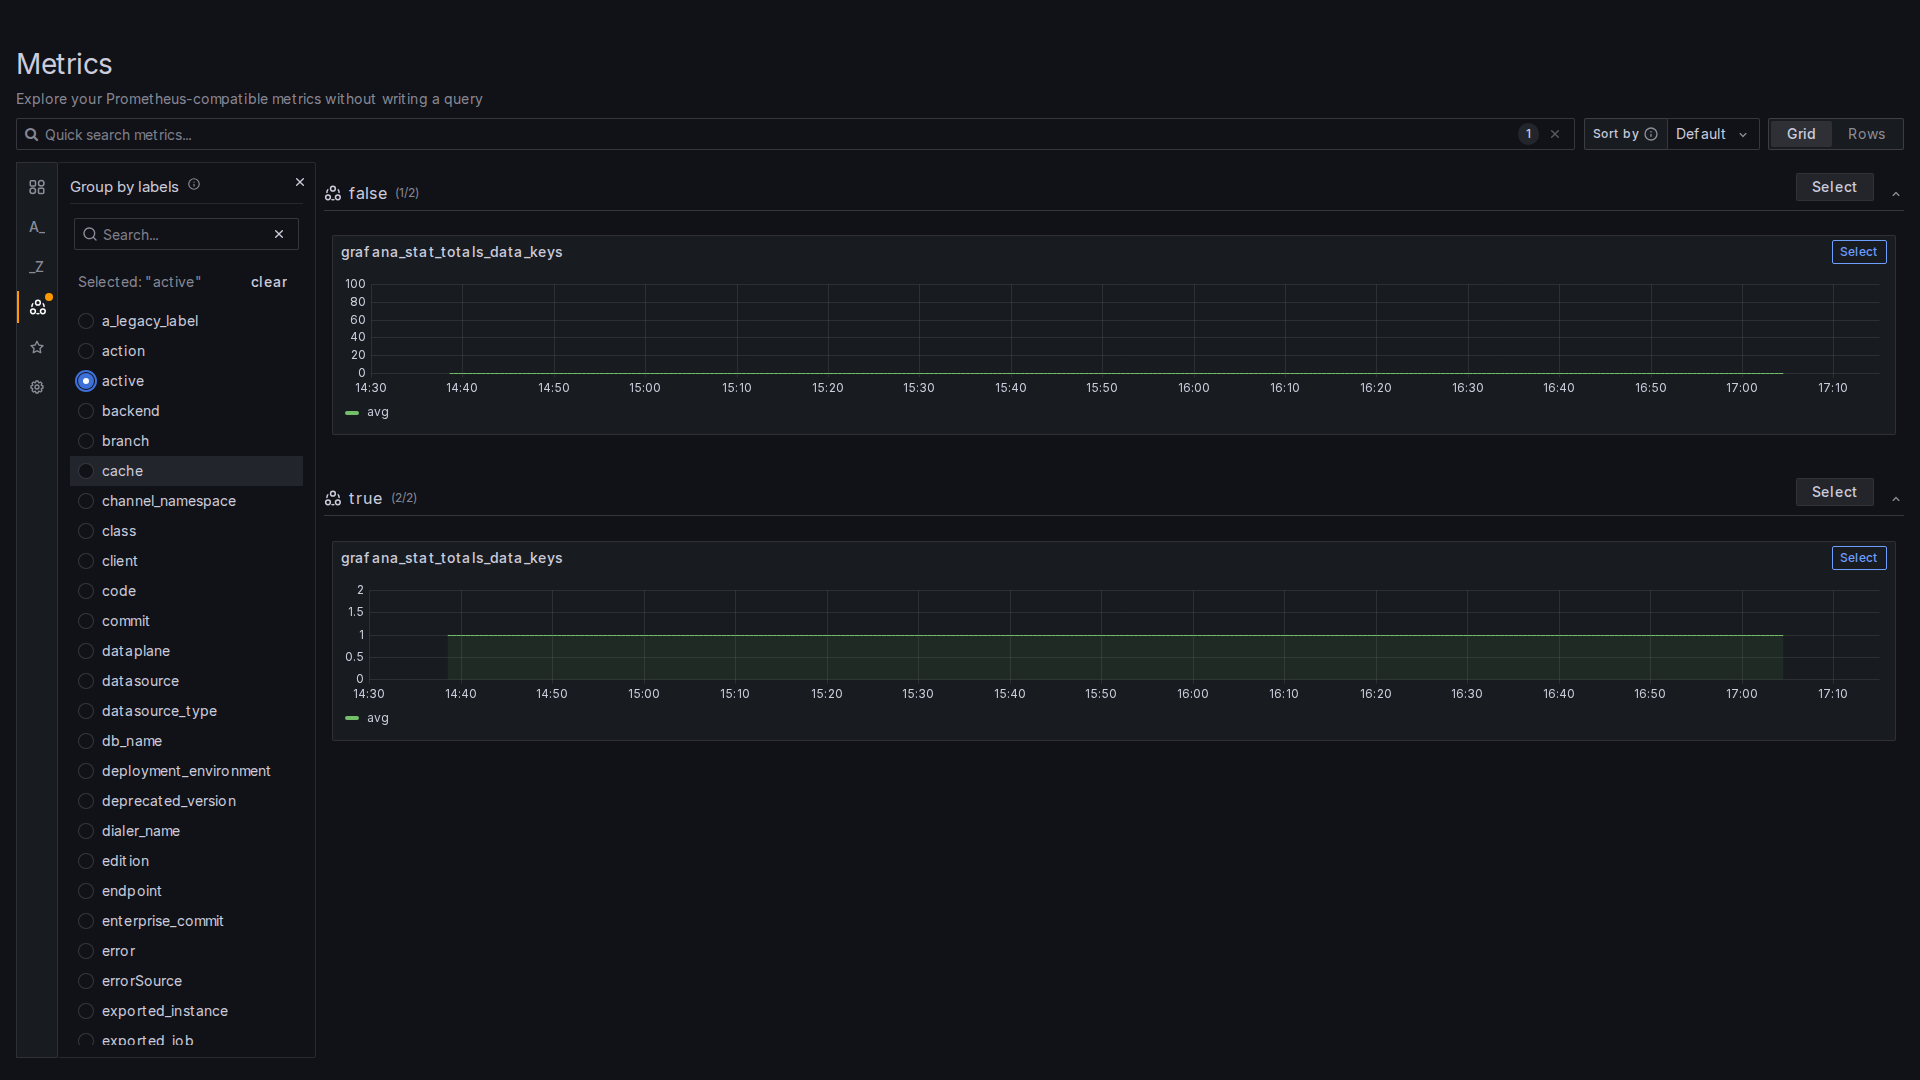 Metrics
Explore your Prometheus-compatible metrics without writing a query
Quick search metrics...
1
Sort by
Default
Grid
Rows
A_
_Z
Group by labels
Search...
Selected: "active"
clear
a_legacy_label
action
active
backend
branch
cache
channel_namespace
class
client
code
commit
dataplane
datasource
datasource_type
db_name
deployment_environment
deprecated_version
dialer_name
edition
endpoint
enterprise_commit
error
errorSource
exported_instance
exported_job
false (1/2)
Select
grafana_stat_totals_data_keys
Select
100
80
60
40
20
0
14:30 14:40 14:50 15:00 15:10 15:20 15:30 15:40 15:50 16:00 16:10 16:20 16:30 16:40 16:50 17:00 17:10
avg
true (2/2)
Select
grafana_stat_totals_data_keys
Select
2
1.5
1
0.5
0
14:30 14:40 14:50 15:00 15:10 15:20 15:30 15:40 15:50 16:00 16:10 16:20 16:30 16:40 16:50 17:00 17:10
avg